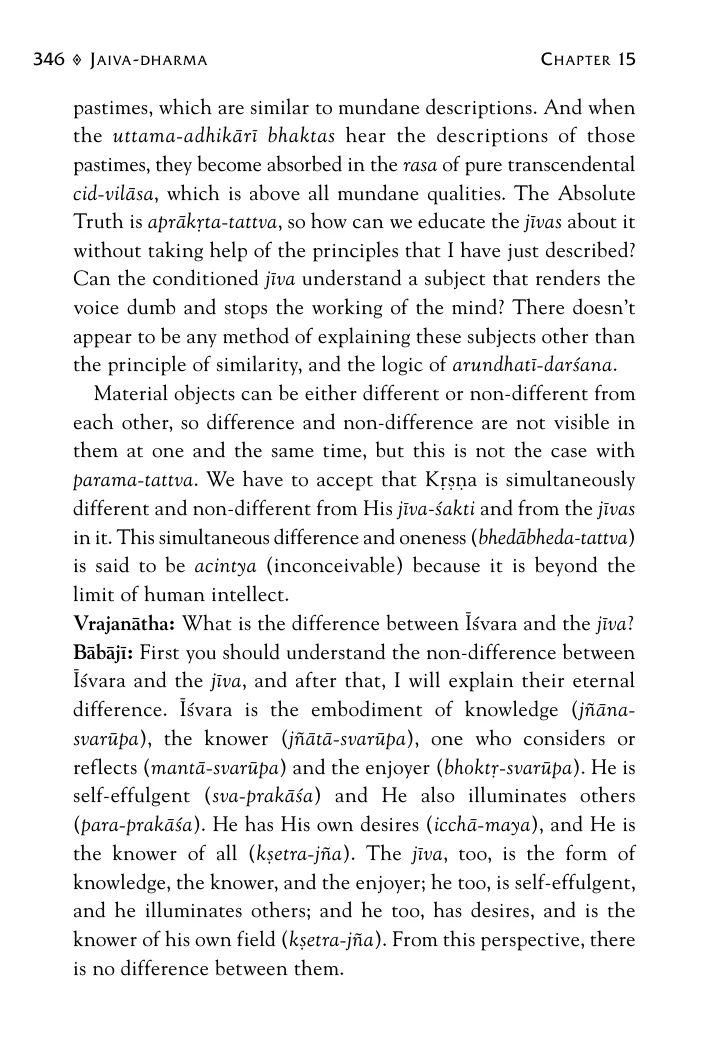 346 ◊ Jaiva-dharma Chapter 15
pastimes, which are similar to mundane descriptions. And when
the uttama-adhikārī bhaktas hear the descriptions of those
pastimes, they become absorbed in the rasa of pure transcendental
cid-vilāsa, which is above all mundane qualities. The Absolute
Truth is aprākṛta-tattva, so how can we educate the jīvas about it
without taking help of the principles that I have just described?
Can the conditioned jīva understand a subject that renders the
voice dumb and stops the working of the mind? There doesn't
appear to be any method of explaining these subjects other than
the principle of similarity, and the logic of arundhatī-darśana.
Material objects can be either different or non-different from
each other, so difference and non-difference are not visible in
them at one and the same time, but this is not the case with
parama-tattva. We have to accept that Kṛṣṇa is simultaneously
different and non-different from His jīva-śakti and from the jīvas
in it. This simultaneous difference and oneness (bhedābheda-tattva)
is said to be acintya (inconceivable) because it is beyond the
limit of human intellect.
Vrajanātha: What is the difference between Īśvara and the jīva?
Bābājī: First you should understand the non-difference between
Īśvara and the jīva, and after that, I will explain their eternal
difference. Īśvara is the embodiment of knowledge (jñāna-
svarūpa), the knower (jñātā-svarūpa), one who considers or
reflects (mantā-svarūpa) and the enjoyer (bhoktṛ-svarūpa). He is
self-effulgent (sva-prakāśa) and He also illuminates others
(para-prakāśa). He has His own desires (icchā-maya), and He is
the knower of all (kṣetra-jña). The jīva, too, is the form of
knowledge, the knower, and the enjoyer; he too, is self-effulgent,
and he illuminates others; and he too, has desires, and is the
knower of his own field (kṣetra-jña). From this perspective, there
is no difference between them.